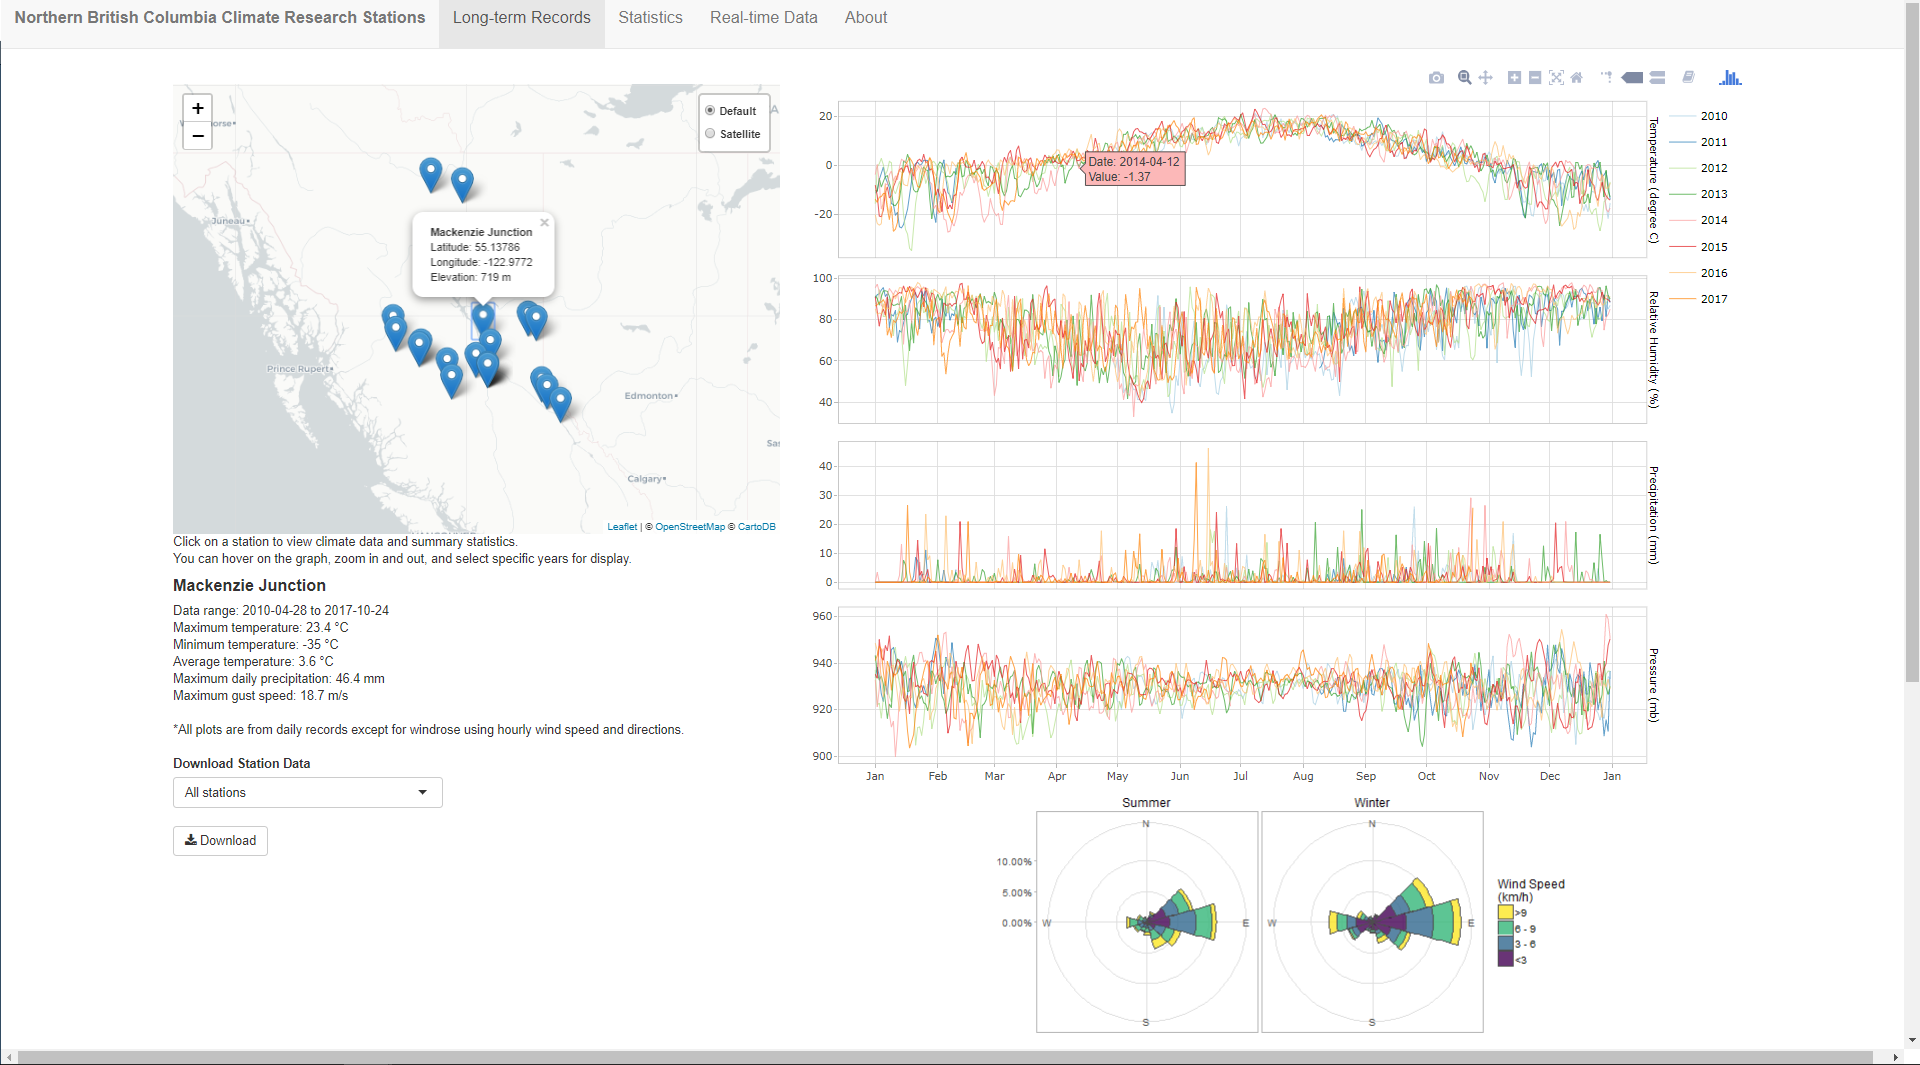 Northern British Columbia Climate Research Stations Long-term Records Statistics Real-time Data About
+
−
Default
Satellite
Juneau
Mackenzie Junction
Latitude: 55.13786
Longitude: -122.9772
Elevation: 719 m
×
Prince Rupert
Edmonton
Calgary
Leaflet | © OpenStreetMap © CartoDB
Click on a station to view climate data and summary statistics.
You can hover on the graph, zoom in and out, and select specific years for display.
Mackenzie Junction
Data range: 2010-04-28 to 2017-10-24
Maximum temperature: 23.4 °C
Minimum temperature: -35 °C
Average temperature: 3.6 °C
Maximum daily precipitation: 46.4 mm
Maximum gust speed: 18.7 m/s
*All plots are from daily records except for windrose using hourly wind speed and directions.
Download Station Data
All stations
Download
20
0
-20
Temperature (degree C)
Date: 2014-04-12
Value: -1.37
100
80
60
40
Relative Humidity (%)
40
30
20
10
0
Precipitation (mm)
960
940
920
900
Pressure (mb)
Jan Feb Mar Apr May Jun Jul Aug Sep Oct Nov Dec Jan
2010
2011
2012
2013
2014
2015
2016
2017
Summer
N
10.00%
5.00%
0.00%
W
E
S
Winter
N
W
E
S
Wind Speed
(km/h)
>9
6 - 9
3 - 6
<3